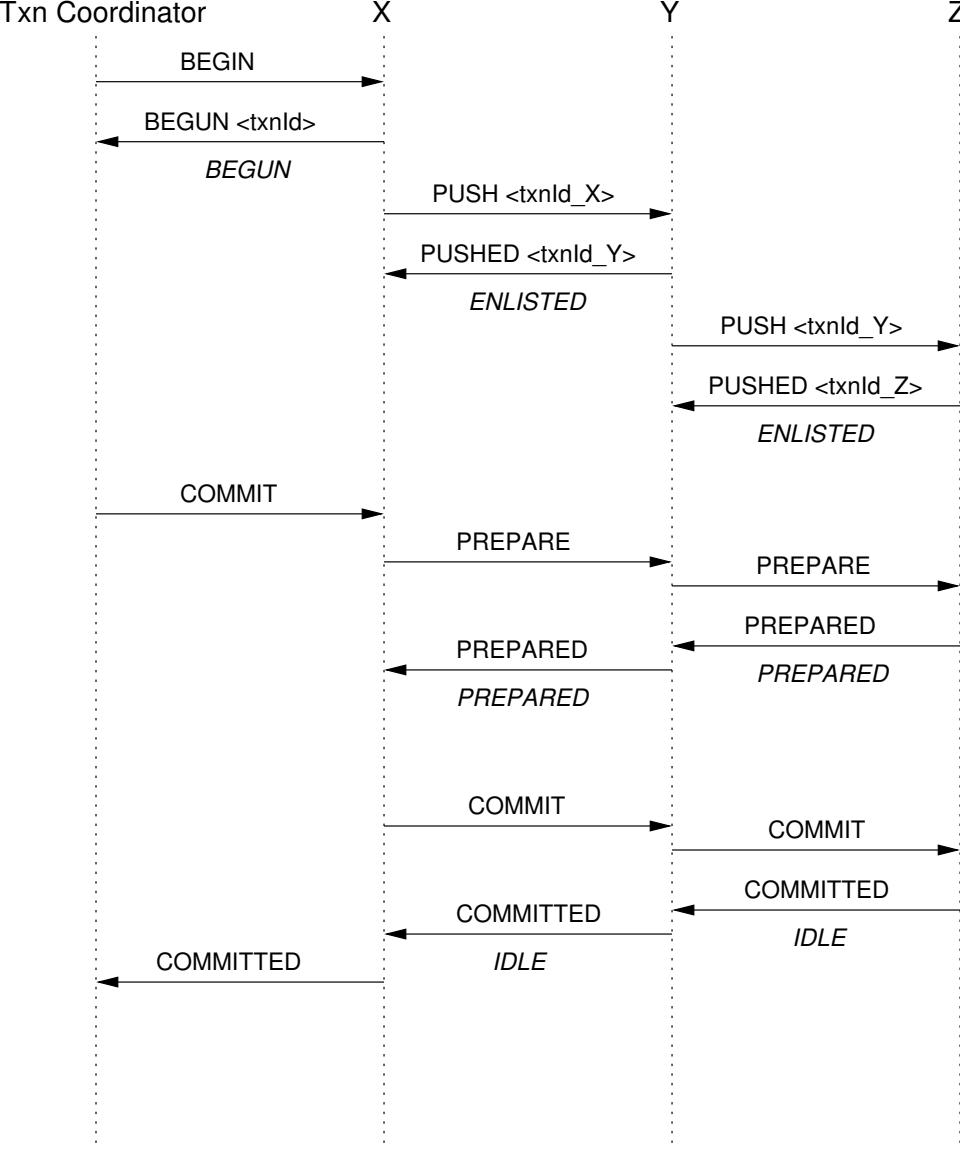 Txn Coordinator X Y Z
BEGIN
BEGUN <txnId>
BEGUN
PUSH <txnId_X>
PUSHED <txnId_Y>
ENLISTED
PUSH <txnId_Y>
PUSHED <txnId_Z>
ENLISTED
COMMIT
PREPARE
PREPARE
PREPARED
PREPARED
PREPARED
PREPARED
COMMIT
COMMIT
COMMITTED
COMMITTED
IDLE
COMMITTED
IDLE